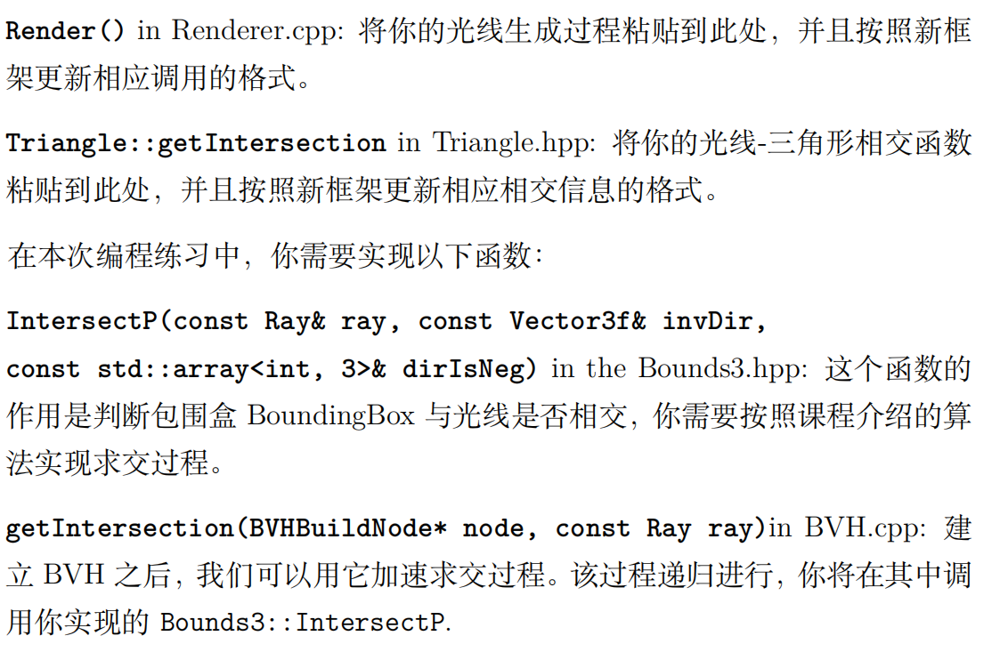 Render() in Renderer.cpp: 将你的光线生成过程粘贴到此处，并且按照新框
架更新相应调用的格式。
Triangle::getIntersection in Triangle.hpp: 将你的光线-三角形相交函数
粘贴到此处，并且按照新框架更新相应相交信息的格式。
在本次编程练习中，你需要实现以下函数：
IntersectP(const Ray& ray, const Vector3f& invDir,
const std::array<int, 3>& dirIsNeg) in the Bounds3.hpp: 这个函数的
作用是判断包围盒 BoundingBox 与光线是否相交，你需要按照课程介绍的算
法实现求交过程。
getIntersection(BVHBuildNode* node, const Ray ray)in BVH.cpp: 建
立 BVH 之后，我们可以用它加速求交过程。该过程递归进行，你将在其中调
用你实现的 Bounds3::IntersectP.